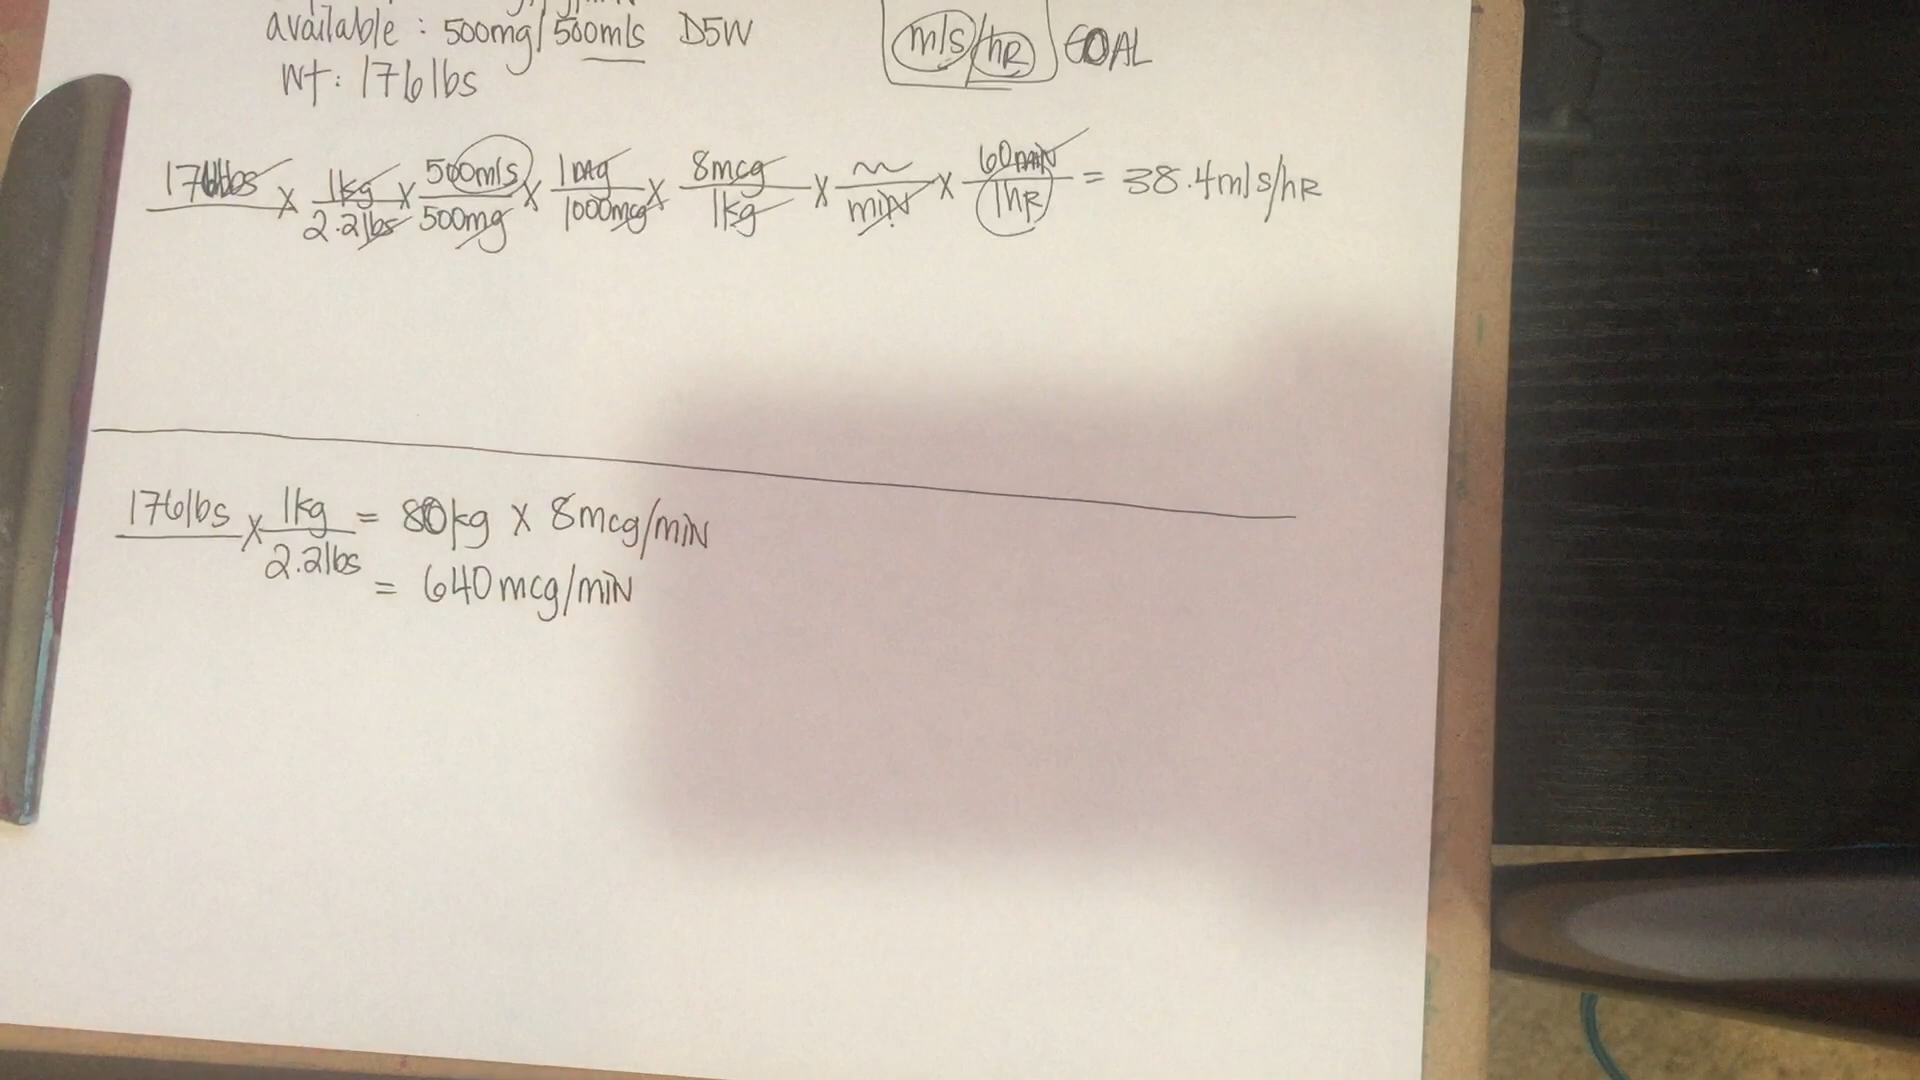 available : 500mg/500mls D5W
mls/hR GOAL
Wt: 176lbs
176lbs x 1kg/2.2lbs x 500mls/500mg x 1mg/1000mcg x 8mcg/1kg x /min x 60min/1hR = 38.4mls/hR
176lbs x 1kg/2.2lbs = 80kg x 8mcg/min
= 640mcg/min